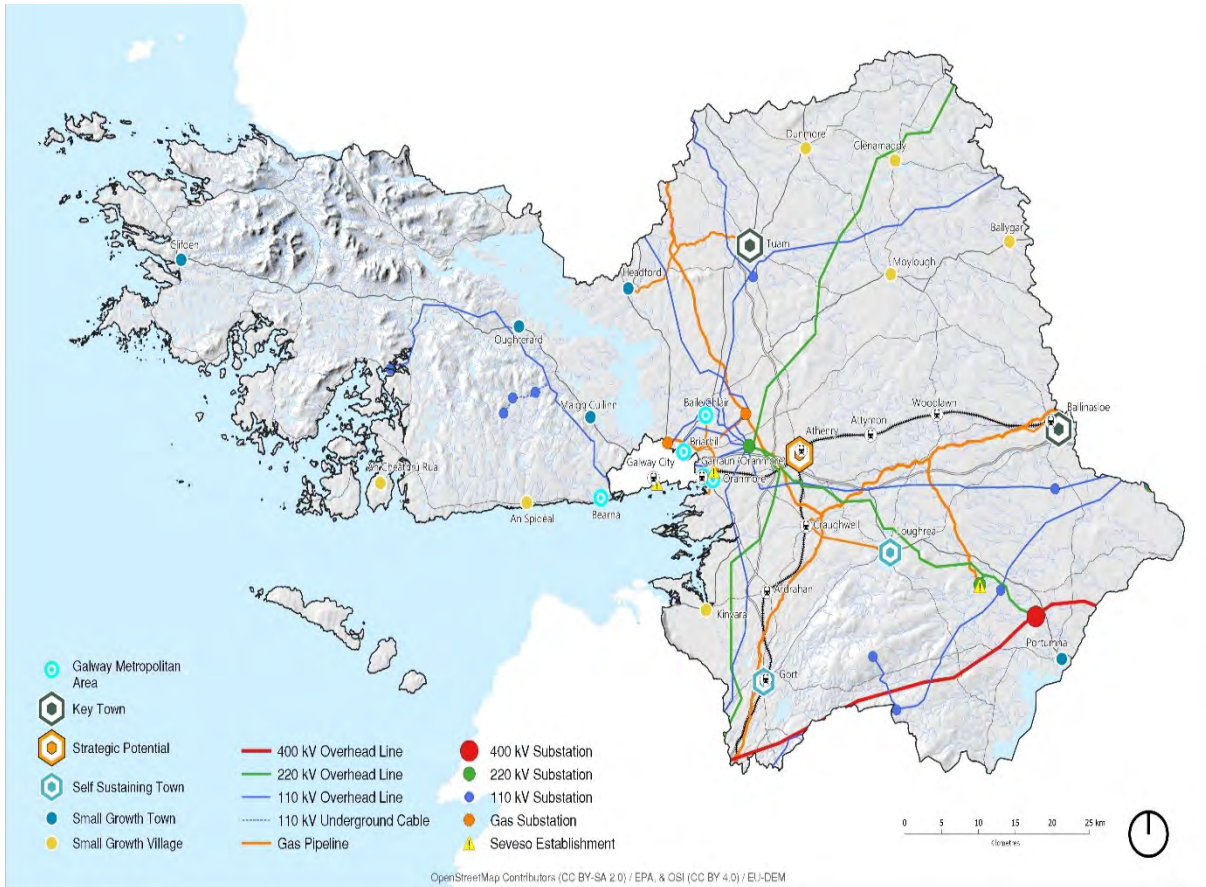 Dunmore
Glenamaddy
Ballygar
Tuam
Moylough
Clifden
Headford
Oughterard
Maigh Cuilinn
Baile Chlair
Briarhil
Woodlawn
Attymon
Athenry
Ballinasloe
Galway City
Garraun (Oranmore)
Oranmore
An Cheathrú Rua
An Spidéal
Bearna
Craughwell
Loughrea
Ardrahan
Kinvara
Gort
Portumna
Galway Metropolitan
Area
Key Town
Strategic Potential
Self Sustaining Town
Small Growth Town
Small Growth Village
400 kV Overhead Line
220 kV Overhead Line
110 kV Overhead Line
110 kV Underground Cable
Gas Pipeline
400 kV Substation
220 kV Substation
110 kV Substation
Gas Substation
Seveso Establishment
0 5 10 15 20 25 km
Kilometres
OpenStreetMap Contributors (CC BY-SA 2.0) / EPA, & OSI (CC BY 4.0) / EU-DEM